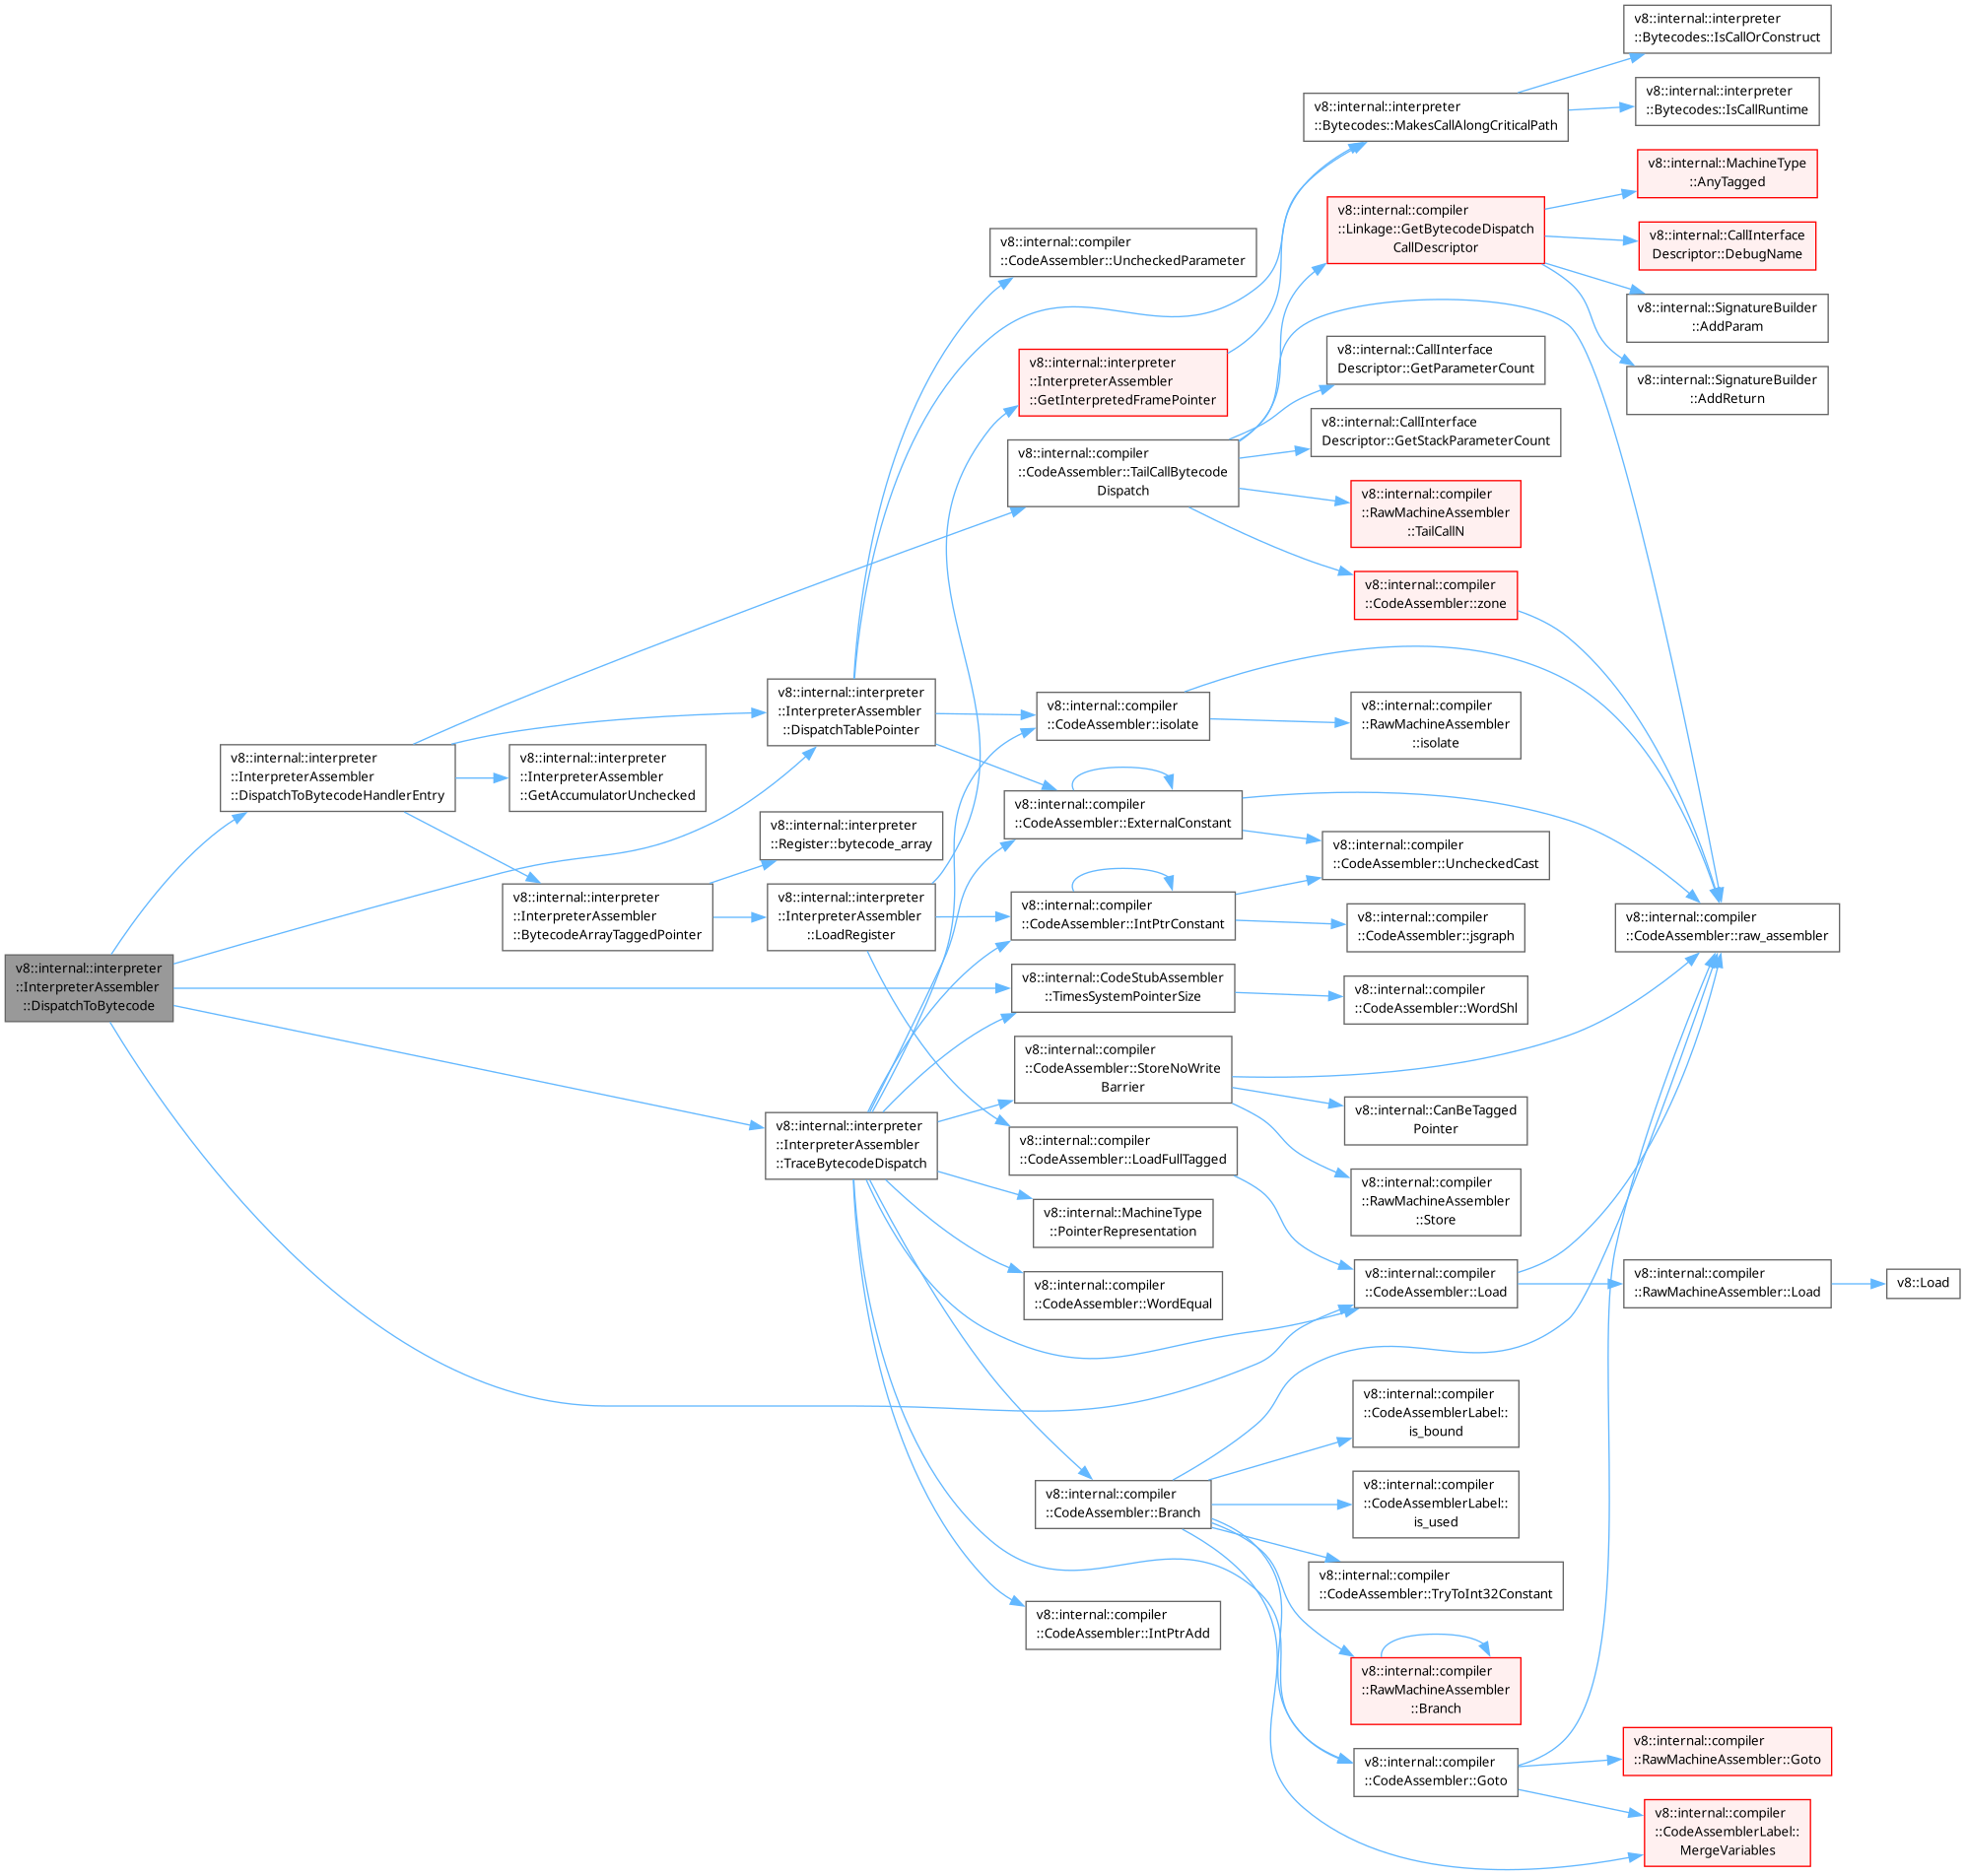 v8::internal::interpreter
::InterpreterAssembler
::DispatchToBytecode
v8::internal::interpreter
::InterpreterAssembler
::DispatchToBytecodeHandlerEntry
v8::internal::interpreter
::InterpreterAssembler
::GetAccumulatorUnchecked
v8::internal::interpreter
::InterpreterAssembler
::BytecodeArrayTaggedPointer
v8::internal::interpreter
::InterpreterAssembler
::DispatchTablePointer
v8::internal::interpreter
::Register::bytecode_array
v8::internal::interpreter
::InterpreterAssembler
::LoadRegister
v8::internal::interpreter
::InterpreterAssembler
::TraceBytecodeDispatch
v8::internal::compiler
::CodeAssembler::UncheckedParameter
v8::internal::interpreter
::InterpreterAssembler
::GetInterpretedFramePointer
v8::internal::compiler
::CodeAssembler::TailCallBytecode
Dispatch
v8::internal::compiler
::CodeAssembler::isolate
v8::internal::compiler
::CodeAssembler::ExternalConstant
v8::internal::compiler
::CodeAssembler::IntPtrConstant
v8::internal::CodeStubAssembler
::TimesSystemPointerSize
v8::internal::compiler
::CodeAssembler::StoreNoWrite
Barrier
v8::internal::compiler
::CodeAssembler::LoadFullTagged
v8::internal::MachineType
::PointerRepresentation
v8::internal::compiler
::CodeAssembler::WordEqual
v8::internal::compiler
::CodeAssembler::Branch
v8::internal::compiler
::CodeAssembler::IntPtrAdd
v8::internal::interpreter
::Bytecodes::MakesCallAlongCriticalPath
v8::internal::compiler
::Linkage::GetBytecodeDispatch
CallDescriptor
v8::internal::CallInterface
Descriptor::GetParameterCount
v8::internal::CallInterface
Descriptor::GetStackParameterCount
v8::internal::compiler
::RawMachineAssembler
::TailCallN
v8::internal::compiler
::CodeAssembler::zone
v8::internal::compiler
::RawMachineAssembler
::isolate
v8::internal::compiler
::CodeAssembler::UncheckedCast
v8::internal::compiler
::CodeAssembler::jsgraph
v8::internal::compiler
::CodeAssembler::WordShl
v8::internal::CanBeTagged
Pointer
v8::internal::compiler
::RawMachineAssembler
::Store
v8::internal::compiler
::CodeAssembler::Load
v8::internal::compiler
::CodeAssemblerLabel::
is_bound
v8::internal::compiler
::CodeAssemblerLabel::
is_used
v8::internal::compiler
::CodeAssembler::TryToInt32Constant
v8::internal::compiler
::RawMachineAssembler
::Branch
v8::internal::compiler
::CodeAssembler::Goto
v8::internal::interpreter
::Bytecodes::IsCallOrConstruct
v8::internal::interpreter
::Bytecodes::IsCallRuntime
v8::internal::MachineType
::AnyTagged
v8::internal::CallInterface
Descriptor::DebugName
v8::internal::SignatureBuilder
::AddParam
v8::internal::SignatureBuilder
::AddReturn
v8::internal::compiler
::CodeAssembler::raw_assembler
v8::internal::compiler
::RawMachineAssembler::Load
v8::Load
v8::internal::compiler
::RawMachineAssembler::Goto
v8::internal::compiler
::CodeAssemblerLabel::
MergeVariables